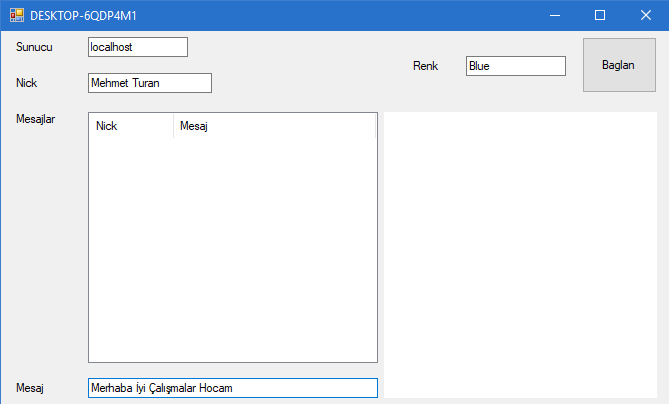 DESKTOP-6QDP4M1
Sunucu localhost
Renk Blue Baglan
Nick Mehmet Turan
Mesajlar Nick Mesaj
Mesaj Merhaba İyi Çalışmalar Hocam